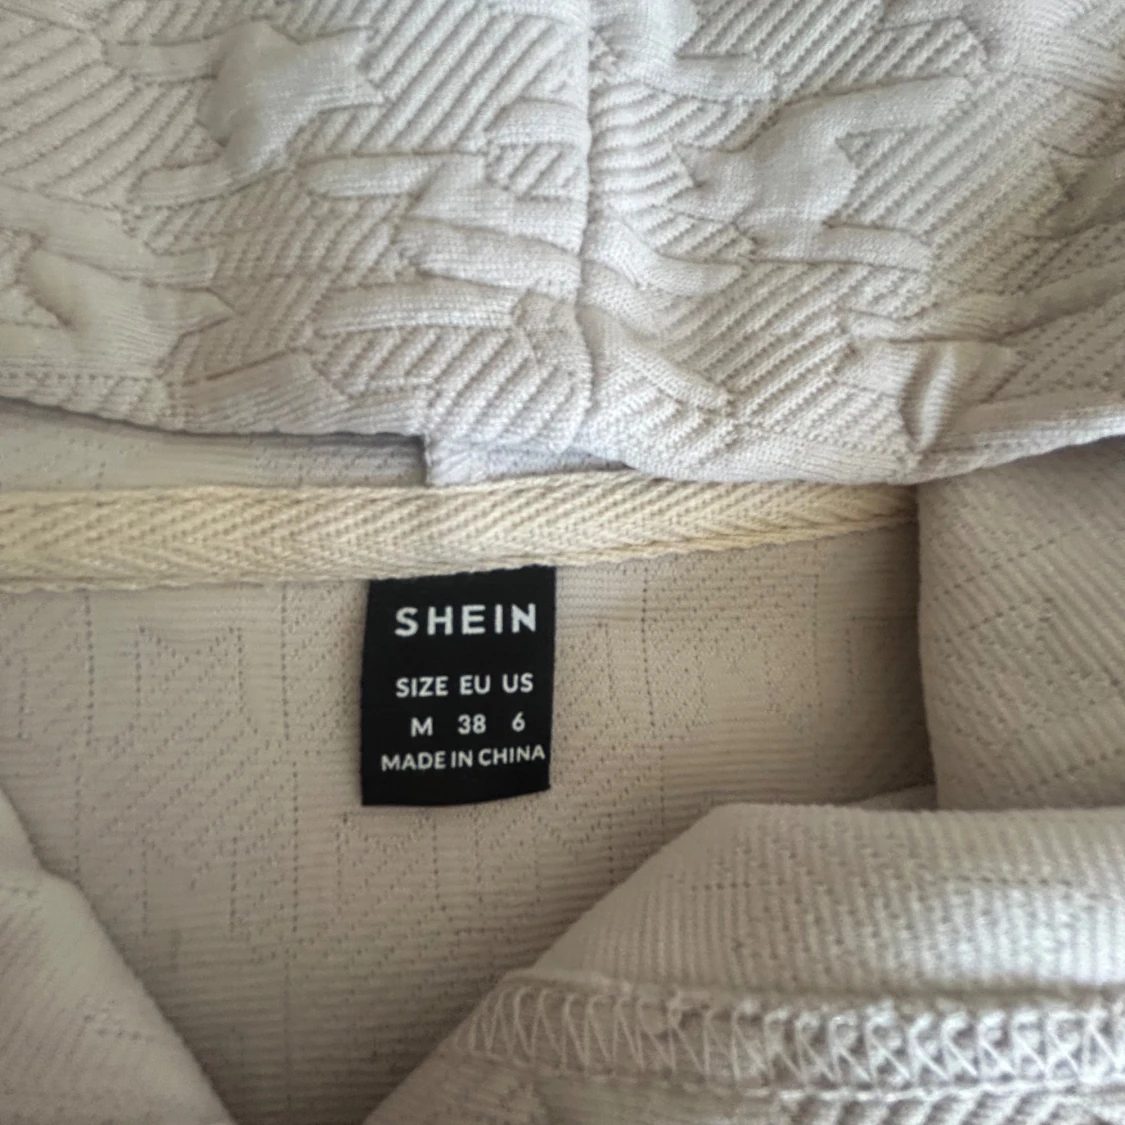 SHEIN
SIZE EU US
M 38 6
MADE IN CHINA